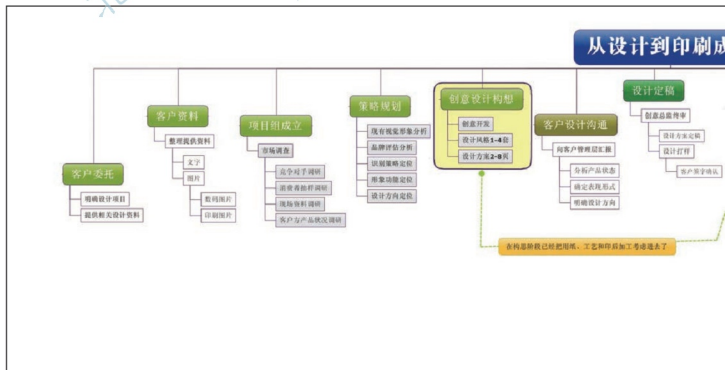 从设计到印刷成
客户委托
明确设计项目
提供相关设计资料
客户资料
整理提供资料
文字
图片
数码图片
印刷图片
项目组成立
市场调查
竞争对手调研
消费者抽样调研
现场资料调研
客户方产品状况调研
策略规划
现有视觉形象分析
品牌评估分析
识别策略定位
形象功能定位
设计方向定位
创意设计构想
创意开发
设计风格1-4套
设计方案2-8页
客户设计沟通
向客户管理层汇报
分析产品状态
确定表现形式
明确设计方向
设计定稿
创意总监终审
设计方案定稿
设计打样
客户签字确认
在构思阶段已经把用纸、工艺和印后加工考虑进去了